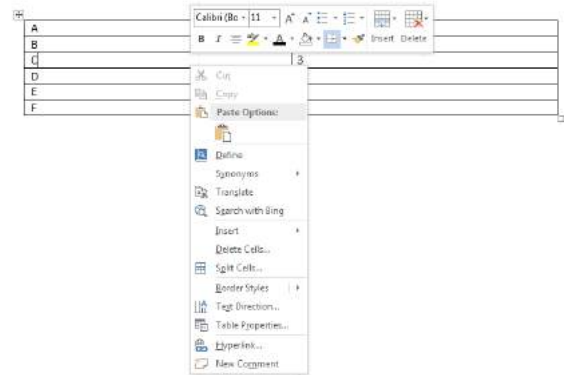 Calibri (Bo 11 A A
B I A Insert Delete
A
B
C 3
D
E
F
Cut
Copy
Paste Options:
Define
Synonyms
Translate
Search with Bing
Insert
Delete Cells...
Split Cells...
Border Styles
Text Direction...
Table Properties...
Hyperlink...
New Comment